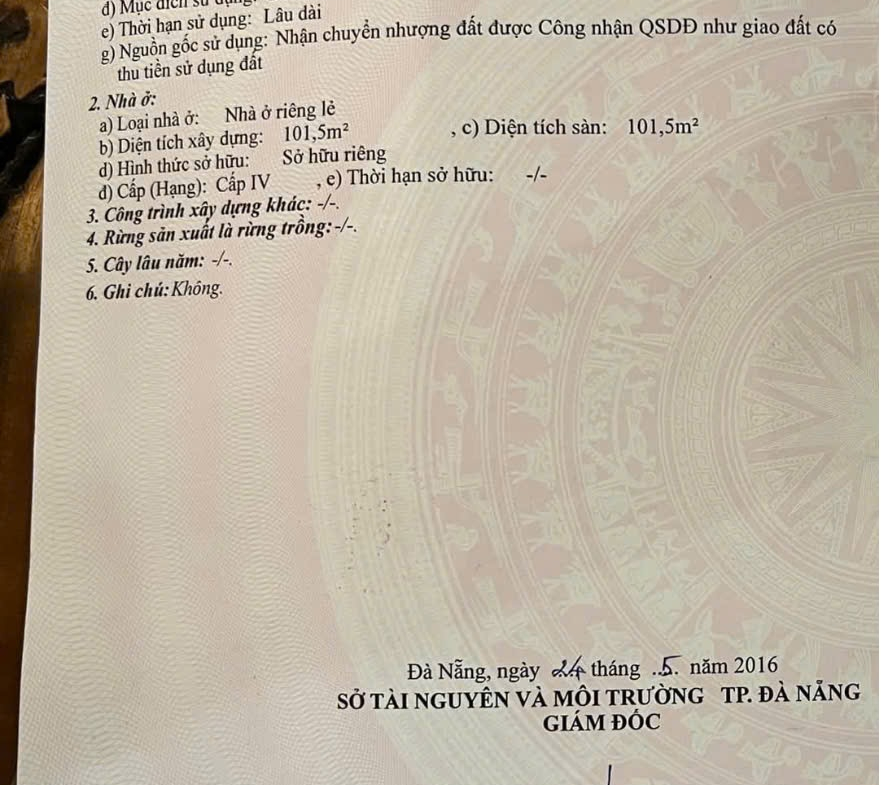 d) Mục đích sử dụng:
e) Thời hạn sử dụng: Lâu dài
g) Nguồn gốc sử dụng: Nhận chuyển nhượng đất được Công nhận QSDĐ như giao đất có
thu tiền sử dụng đất
2. Nhà ở:
a) Loại nhà ở: Nhà ở riêng lẻ
b) Diện tích xây dựng: 101,5m² , c) Diện tích sàn: 101,5m²
d) Hình thức sở hữu: Sở hữu riêng
đ) Cấp (Hạng): Cấp IV , e) Thời hạn sở hữu: -/-
3. Công trình xây dựng khác: -/-.
4. Rừng sản xuất là rừng trồng: -/-.
5. Cây lâu năm: -/-.
6. Ghi chú: Không.
Đà Nẵng, ngày 24 tháng .5. năm 2016
SỞ TÀI NGUYÊN VÀ MÔI TRƯỜNG TP. ĐÀ NẴNG
GIÁM ĐỐC